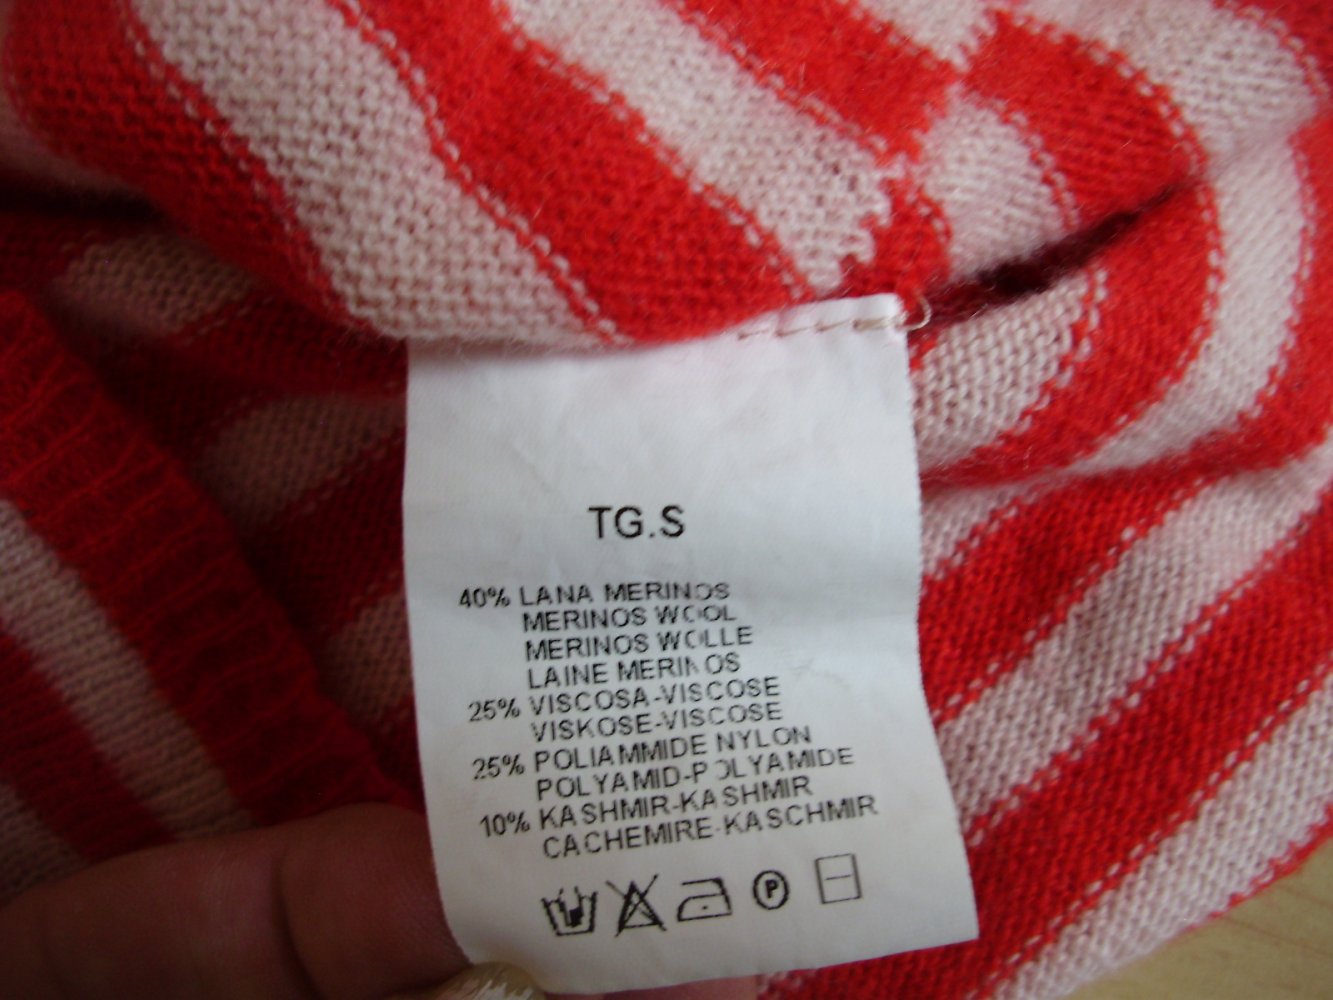 TG.S
40% LANA MERINOS
MERINOS WOOL
MERINOS WOLLE
LAINE MERINOS
25% VISCOSA-VISCOSE
VISKOSE-VISCOSE
25% POLIAMMIDE NYLON
POLYAMID-POLYAMIDE
10% KASHMIR-KASHMIR
CACHEMIRE-KASCHMIR
P